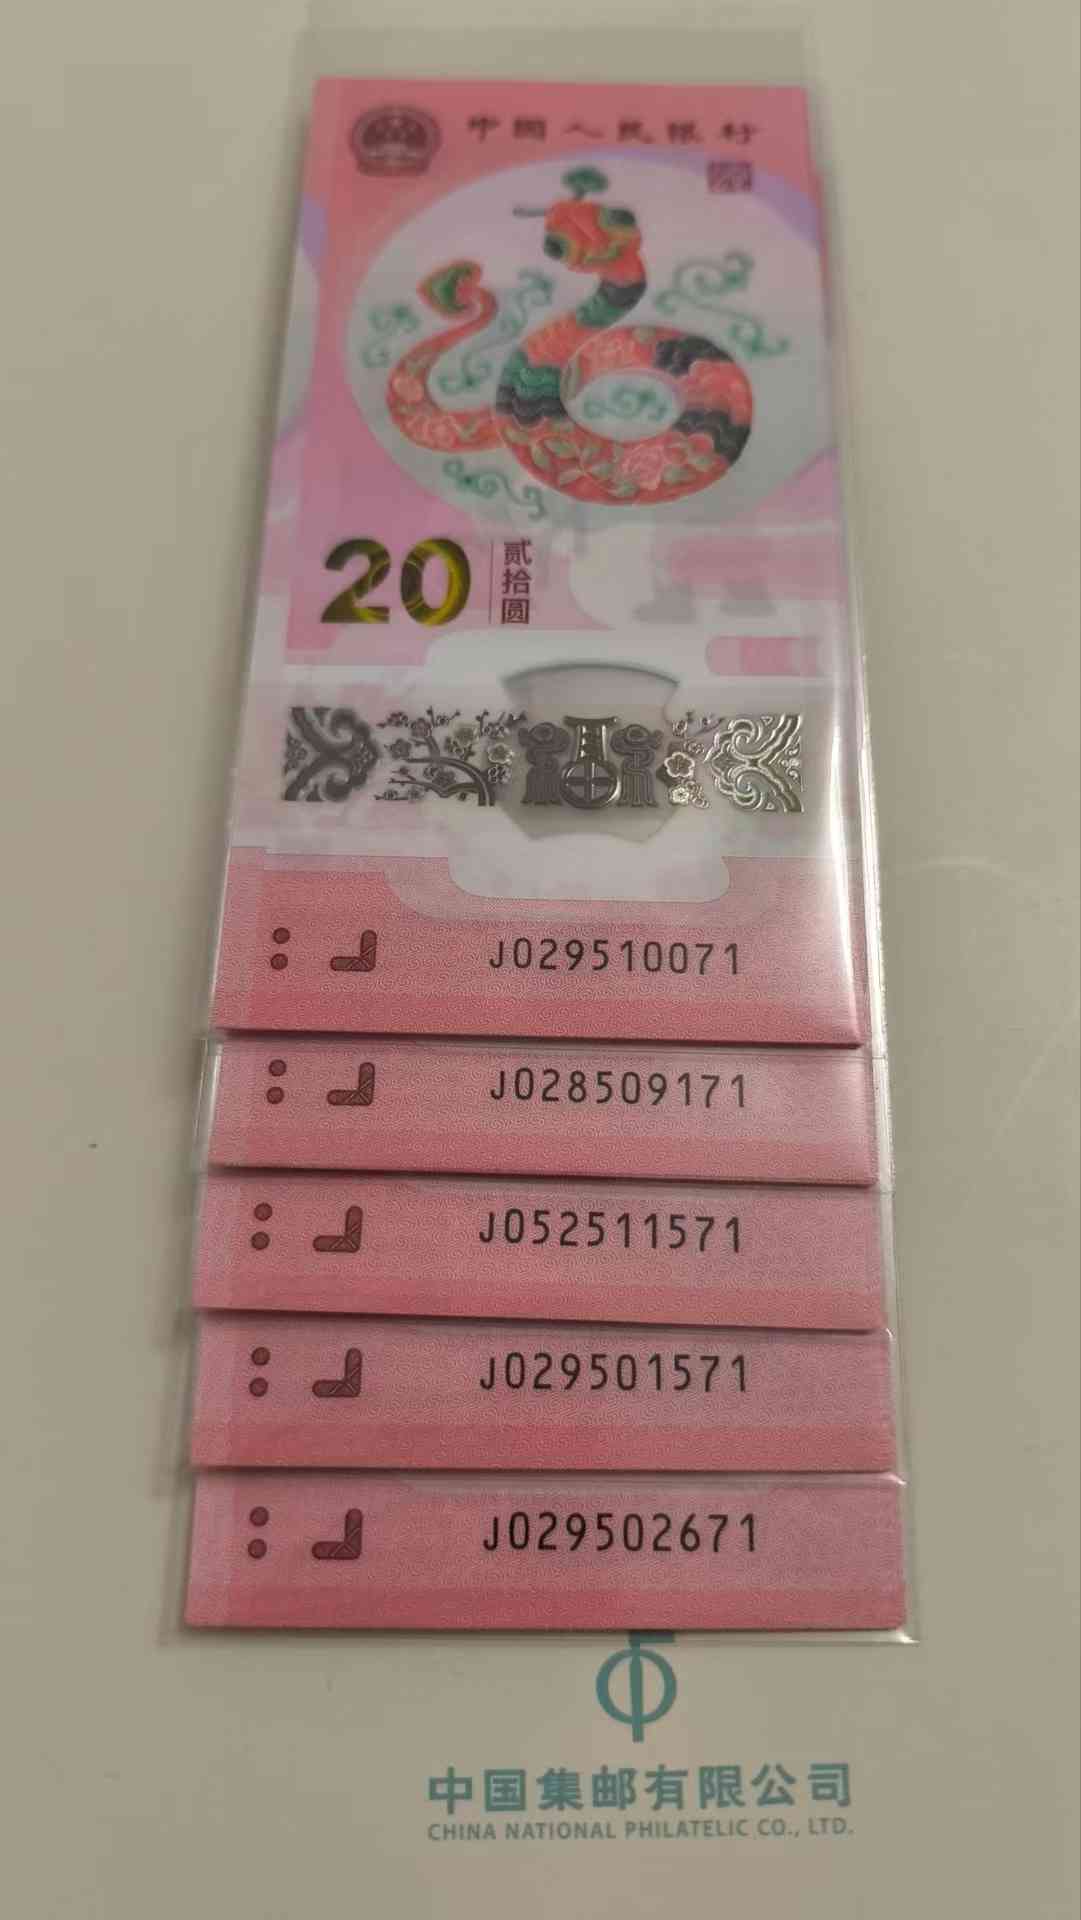 中国人民银行
20
贰拾圆
J029510071
J028509171
J052511571
J029501571
J029502671
中国集邮有限公司
CHINA NATIONAL PHILATELIC CO., LTD.